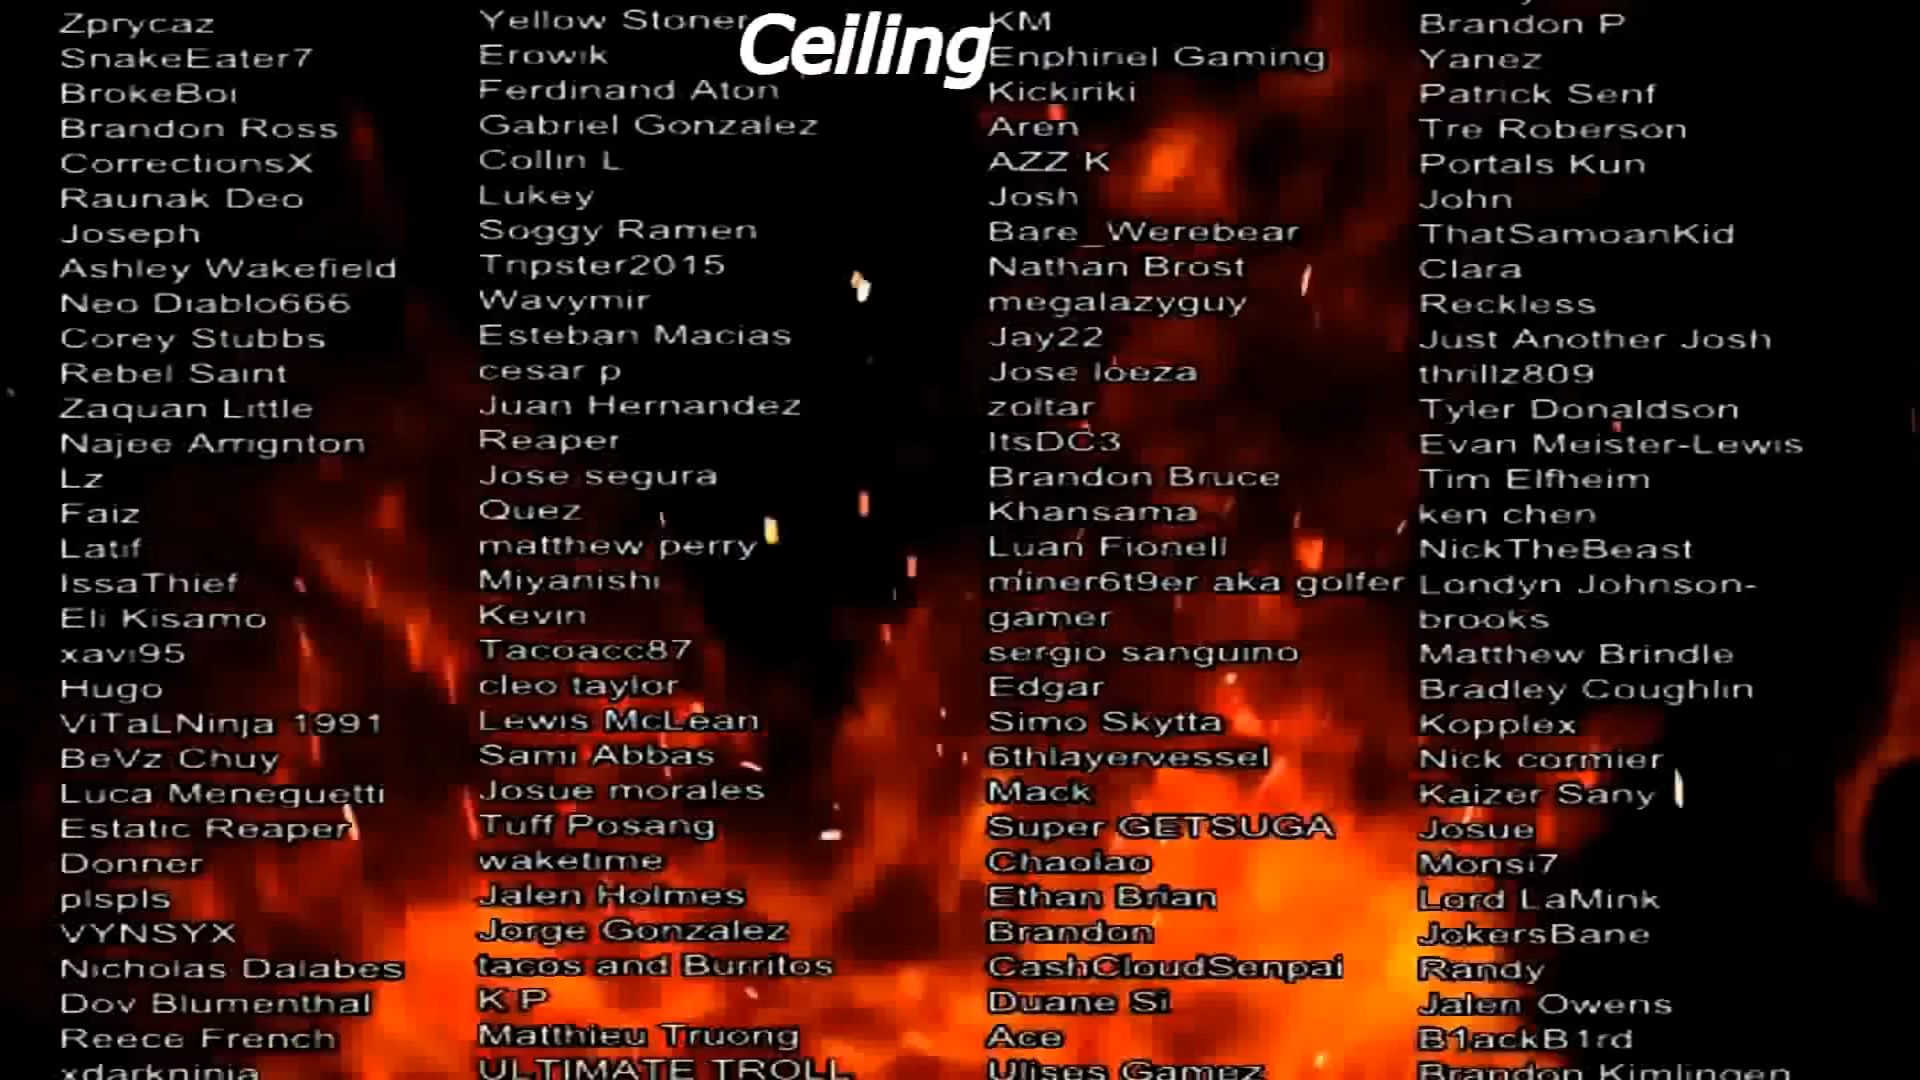 Ceiling
Zprycaz
SnakeEater7
BrokeBoi
Brandon Ross
CorrectionsX
Raunak Deo
Joseph
Ashley Wakefield
Neo Diablo666
Corey Stubbs
Rebel Saint
Zaquan Little
Najee Arrignton
Lz
Faiz
Latif
IssaThief
Eli Kisamo
xavi95
Hugo
ViTaLNinja 1991
BeVz Chuy
Luca Meneguetti
Estatic Reaper
Donner
plspls
VYNSYX
Nicholas Dalabes
Dov Blumenthal
Reece French
xdarkninja
Yellow Stoner
Erowik
Ferdinand Aton
Gabriel Gonzalez
Collin L
Lukey
Soggy Ramen
Tripster2015
Wavymir
Esteban Macias
cesar p
Juan Hernandez
Reaper
Jose segura
Quez
matthew perry
Miyanishi
Kevin
Tacoacc87
cleo taylor
Lewis McLean
Sami Abbas
Josue morales
Tuff Posang
waketime
Jalen Holmes
Jorge Gonzalez
tacos and Burritos
K P
Matthieu Truong
ULTIMATE TROLL
KM
Enphiriel Gaming
Kickiriki
Aren
AZZ K
Josh
Bare_Werebear
Nathan Brost
megalazyguy
Jay22
Jose loeza
zoltar
ItsDC3
Brandon Bruce
Khansama
Luan Fionell
miner6t9er aka golfer
gamer
sergio sanguino
Edgar
Simo Skytta
6thlayervessel
Mack
Super GETSUGA
Chaolao
Ethan Brian
Brandon
CashCloudSenpai
Duane Si
Ace
Ulises Gamez
Brandon P
Yanez
Patrick Senf
Tre Roberson
Portals Kun
John
ThatSamoanKid
Clara
Reckless
Just Another Josh
thrillz809
Tyler Donaldson
Evan Meister-Lewis
Tim Elfheim
ken chen
NickTheBeast
Londyn Johnson-
brooks
Matthew Brindle
Bradley Coughlin
Kopplex
Nick cormier
Kaizer Sany
Josue
Monsi7
Lord LaMink
JokersBane
Randy
Jalen Owens
B1ackB1rd
Brandon Kimlingen